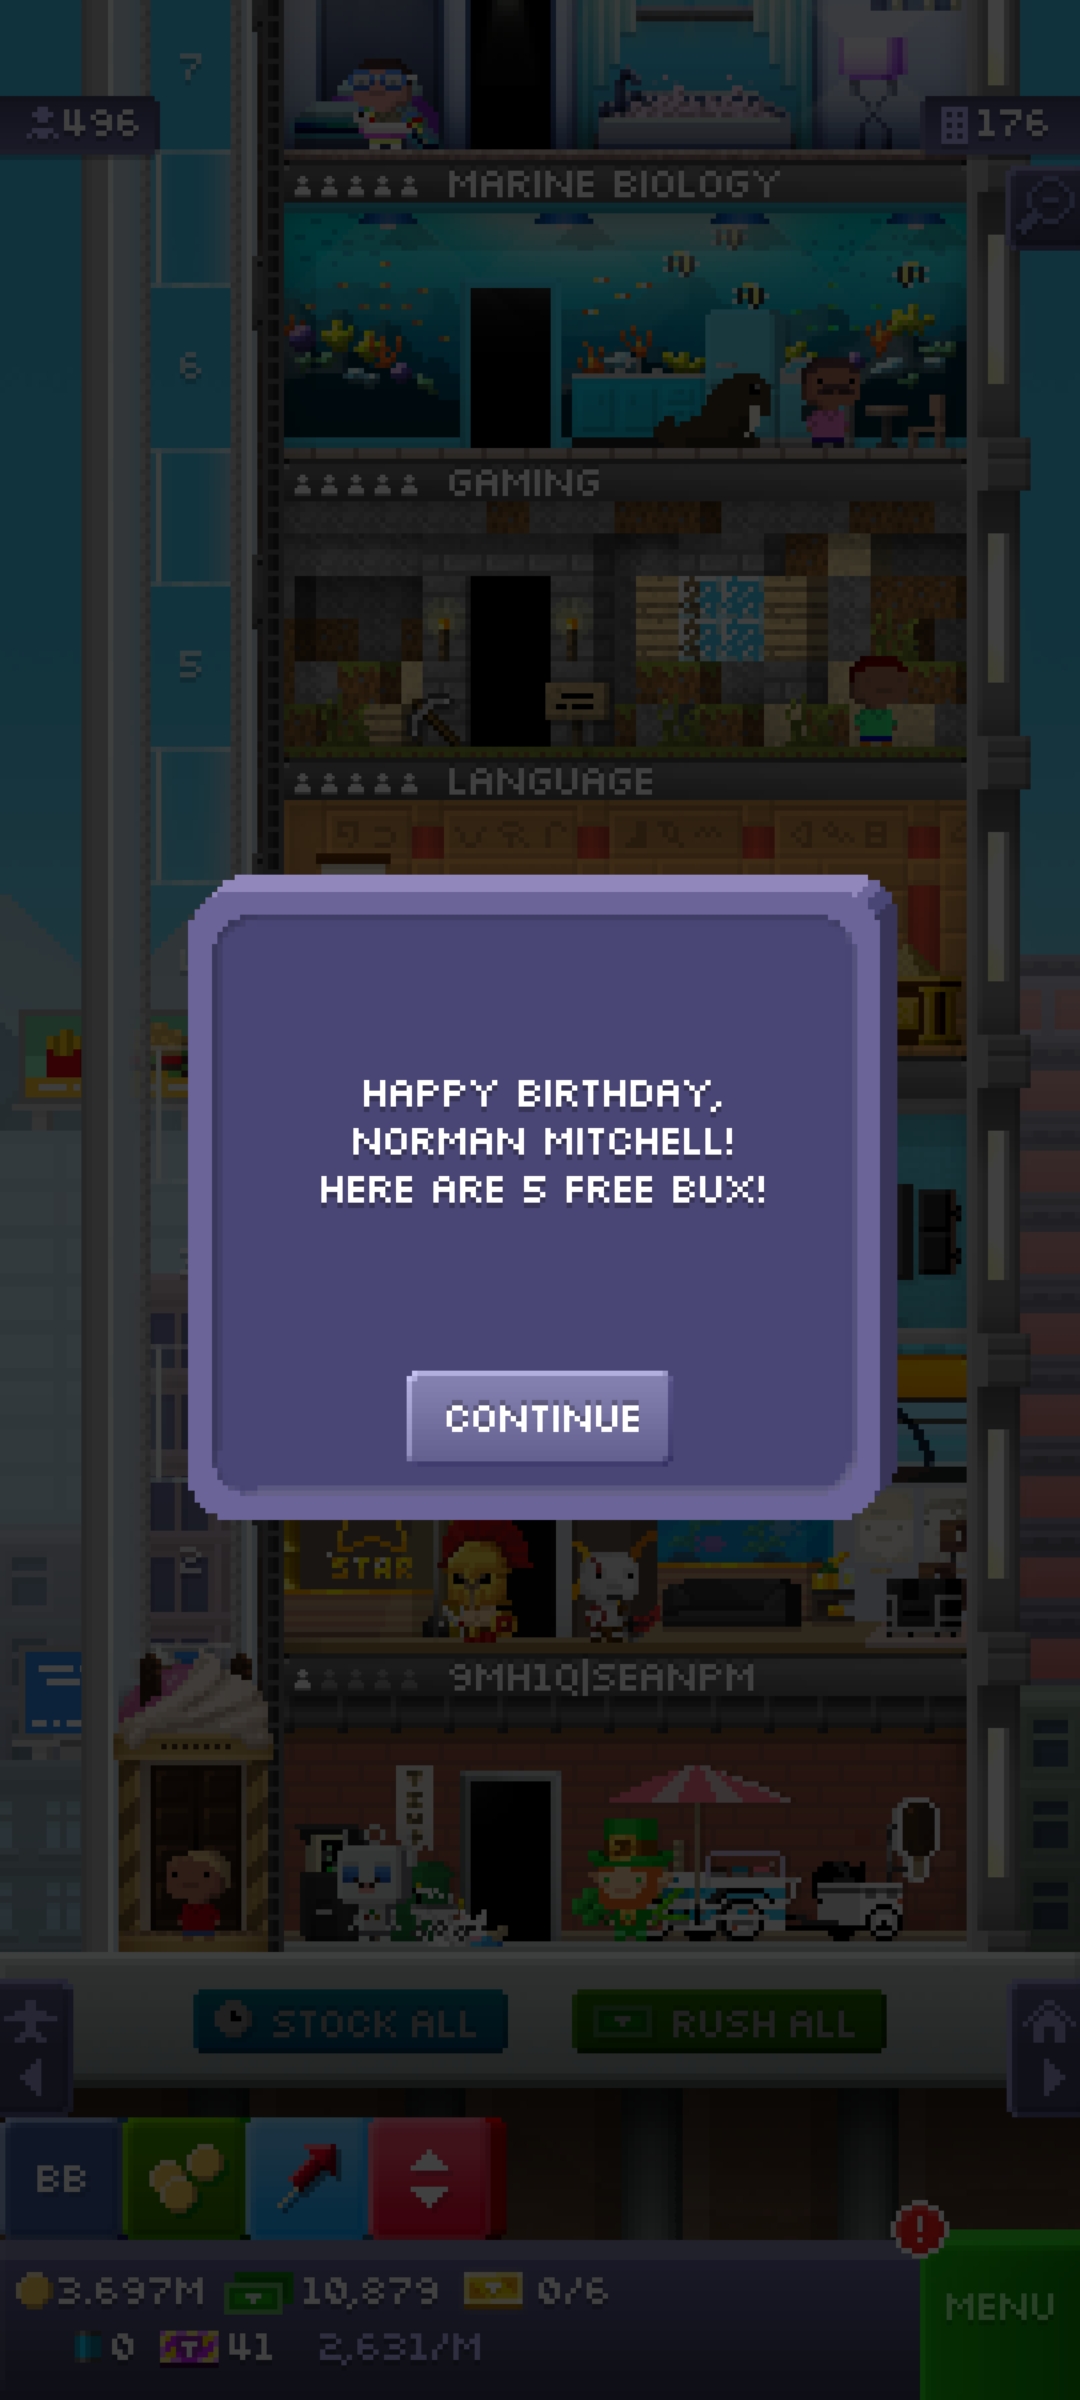 7
496
176
MARINE BIOLOGY
6
GAMING
5
LANGUAGE
HAPPY BIRTHDAY,
NORMAN MITCHELL!
HERE ARE 5 FREE BUX!
CONTINUE
STAR
2
9MH1Q|SEANPM
STOCK ALL
RUSH ALL
BB
3.697M
10,879
0/6
MENU
0
41
2,631/M